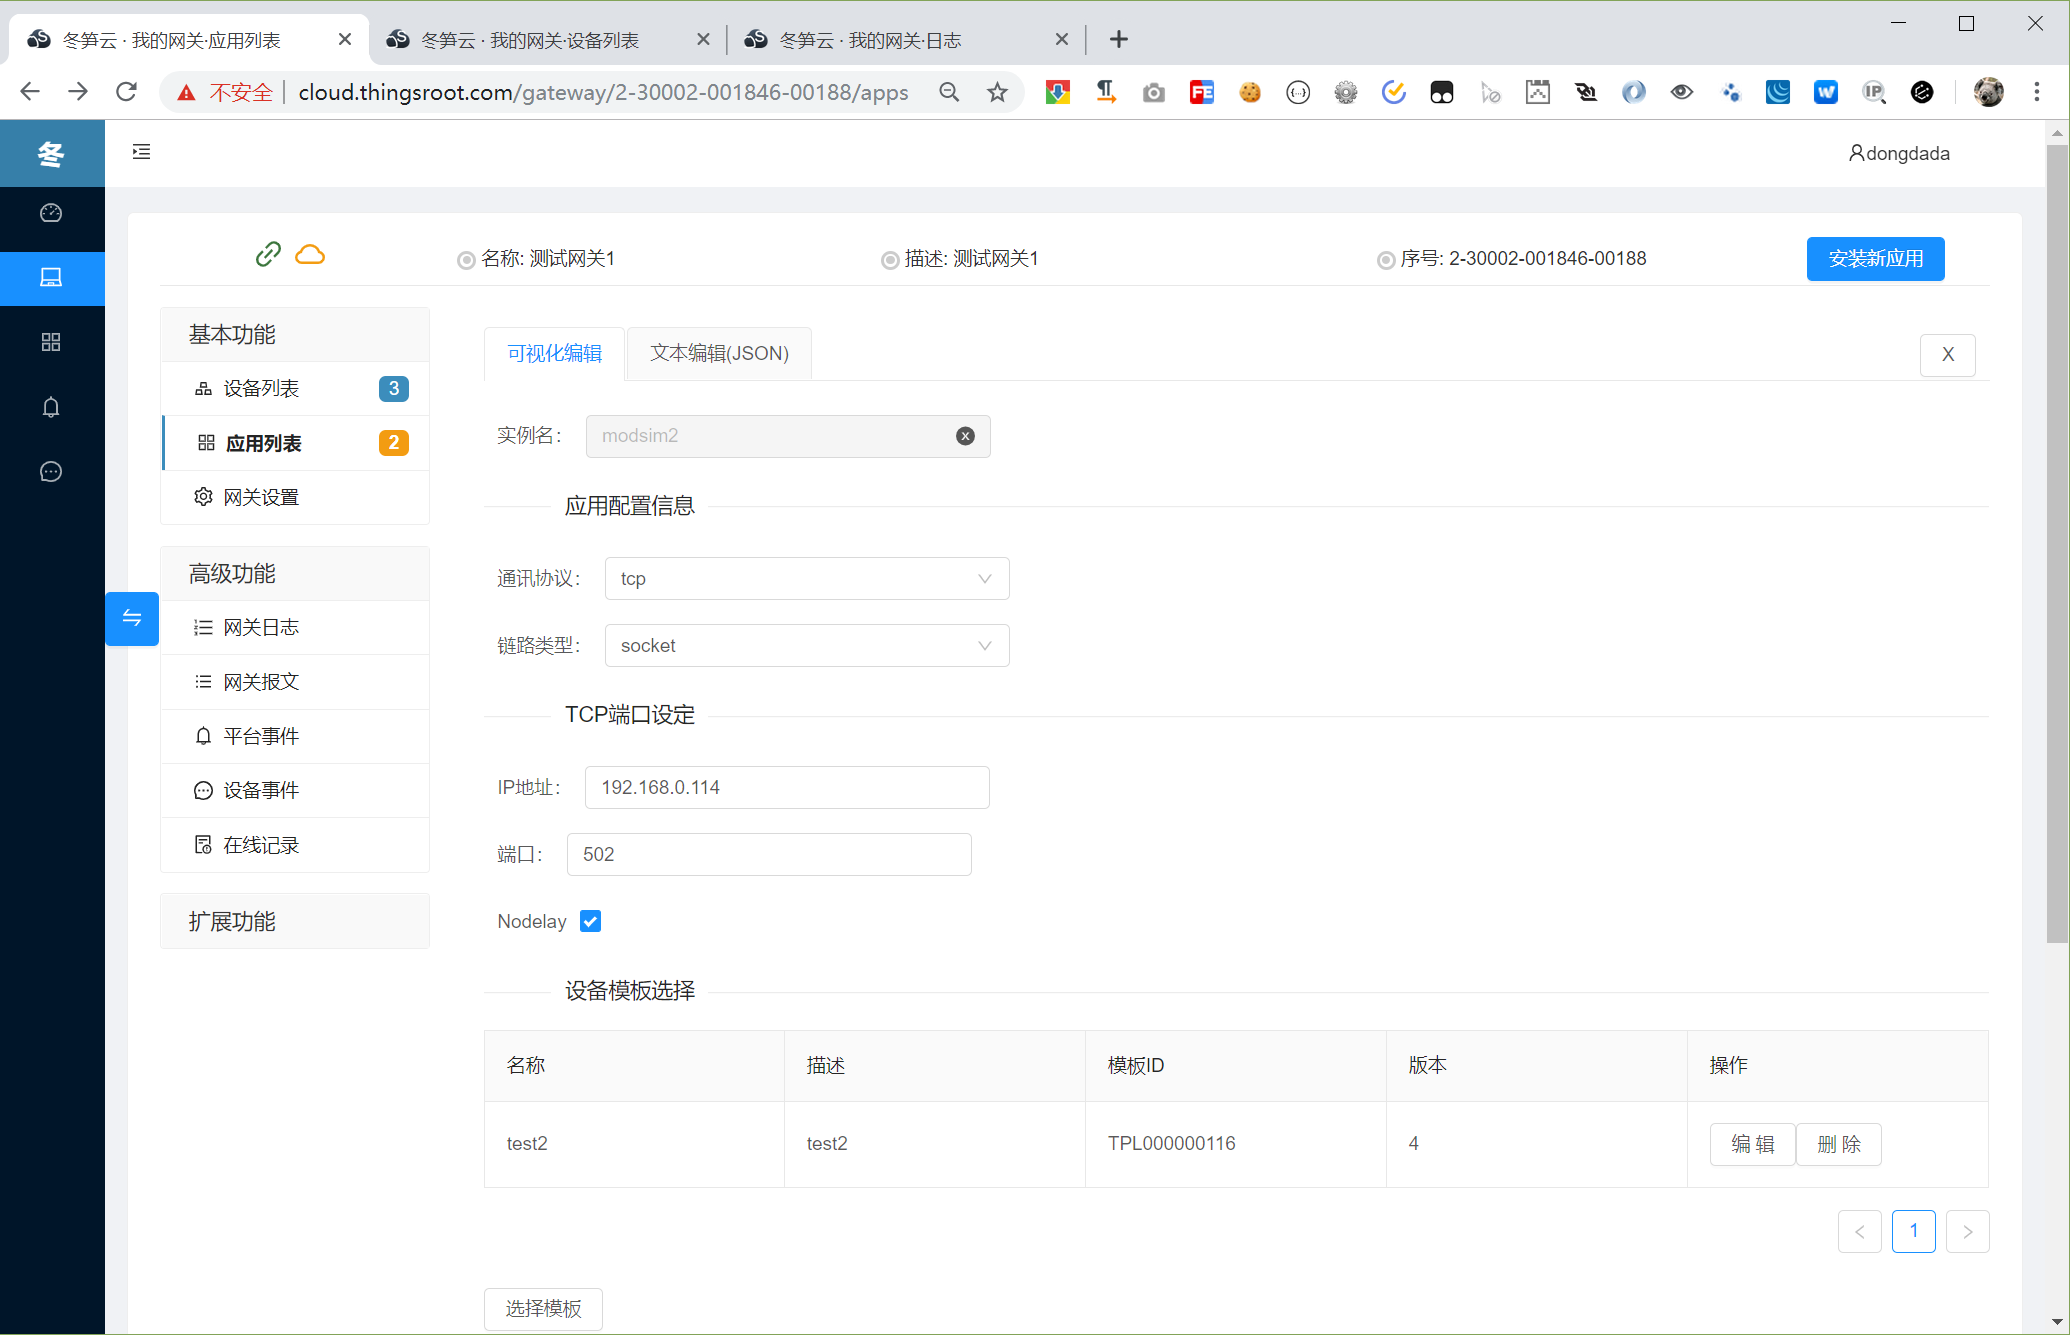 冬笋云 · 我的网关·应用列表
冬笋云 · 我的网关·设备列表
冬笋云 · 我的网关·日志
不安全
cloud.thingsroot.com/gateway/2-30002-001846-00188/apps
FE
W
IP
冬
dongdada
名称: 测试网关1
描述: 测试网关1
序号: 2-30002-001846-00188
安装新应用
基本功能
设备列表 3
应用列表 2
网关设置
高级功能
网关日志
网关报文
平台事件
设备事件
在线记录
扩展功能
可视化编辑
文本编辑(JSON)
X
实例名: modsim2
应用配置信息
通讯协议: tcp
链路类型: socket
TCP端口设定
IP地址: 192.168.0.114
端口: 502
Nodelay
设备模板选择
名称 描述 模板ID 版本 操作
test2 test2 TPL000000116 4 编 辑 删 除
< 1 >
选择模板